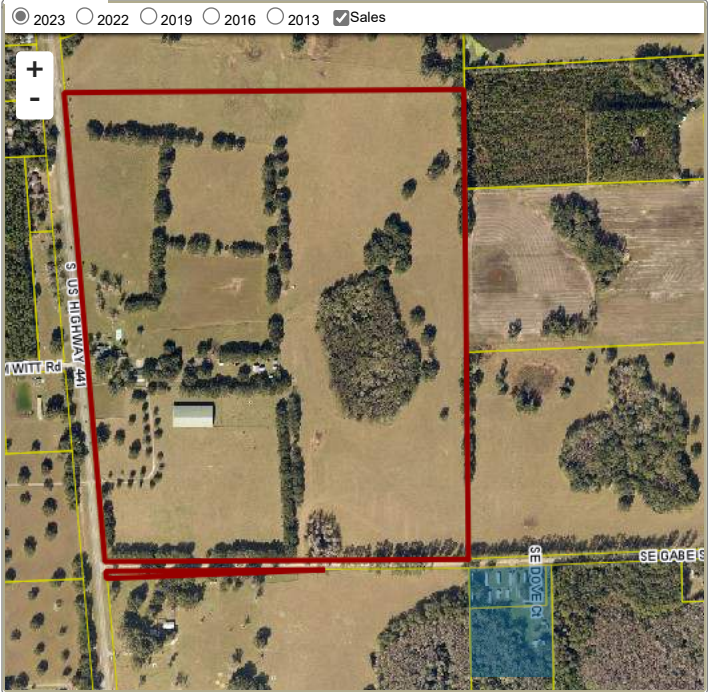 2023 2022 2019 2016 2013 Sales
+
-
S US HIGHWAY 441
WITT Rd
SE DOVE Ct
SE GABE S